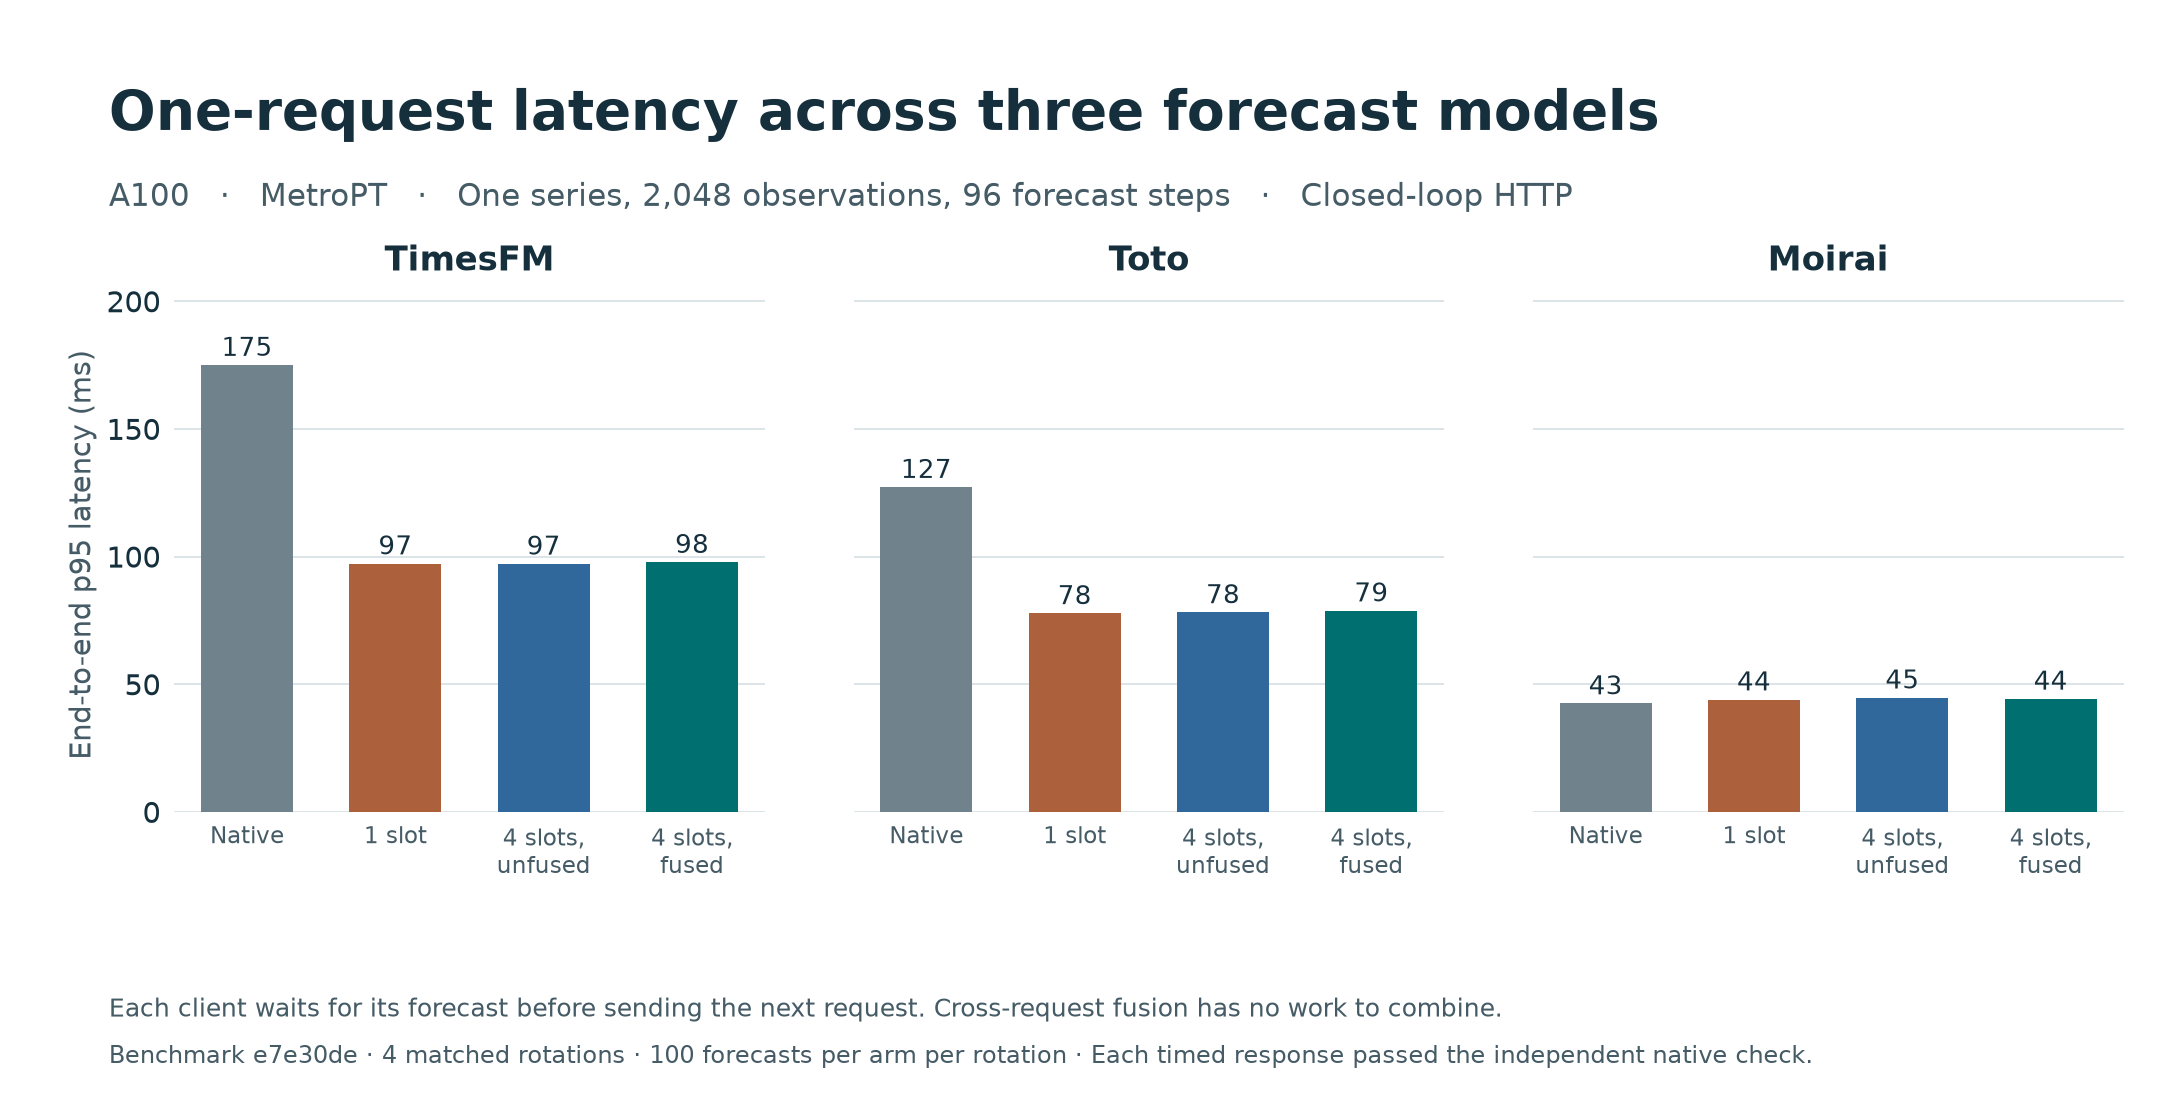 One-request latency across three forecast models
A100 · MetroPT · One series, 2,048 observations, 96 forecast steps · Closed-loop HTTP
TimesFM
Toto
Moirai
End-to-end p95 latency (ms)
200
150
100
50
0
175
97
97
98
127
78
78
79
43
44
45
44
Native
1 slot
4 slots,
unfused
4 slots,
fused
Native
1 slot
4 slots,
unfused
4 slots,
fused
Native
1 slot
4 slots,
unfused
4 slots,
fused
Each client waits for its forecast before sending the next request. Cross-request fusion has no work to combine.
Benchmark e7e30de · 4 matched rotations · 100 forecasts per arm per rotation · Each timed response passed the independent native check.